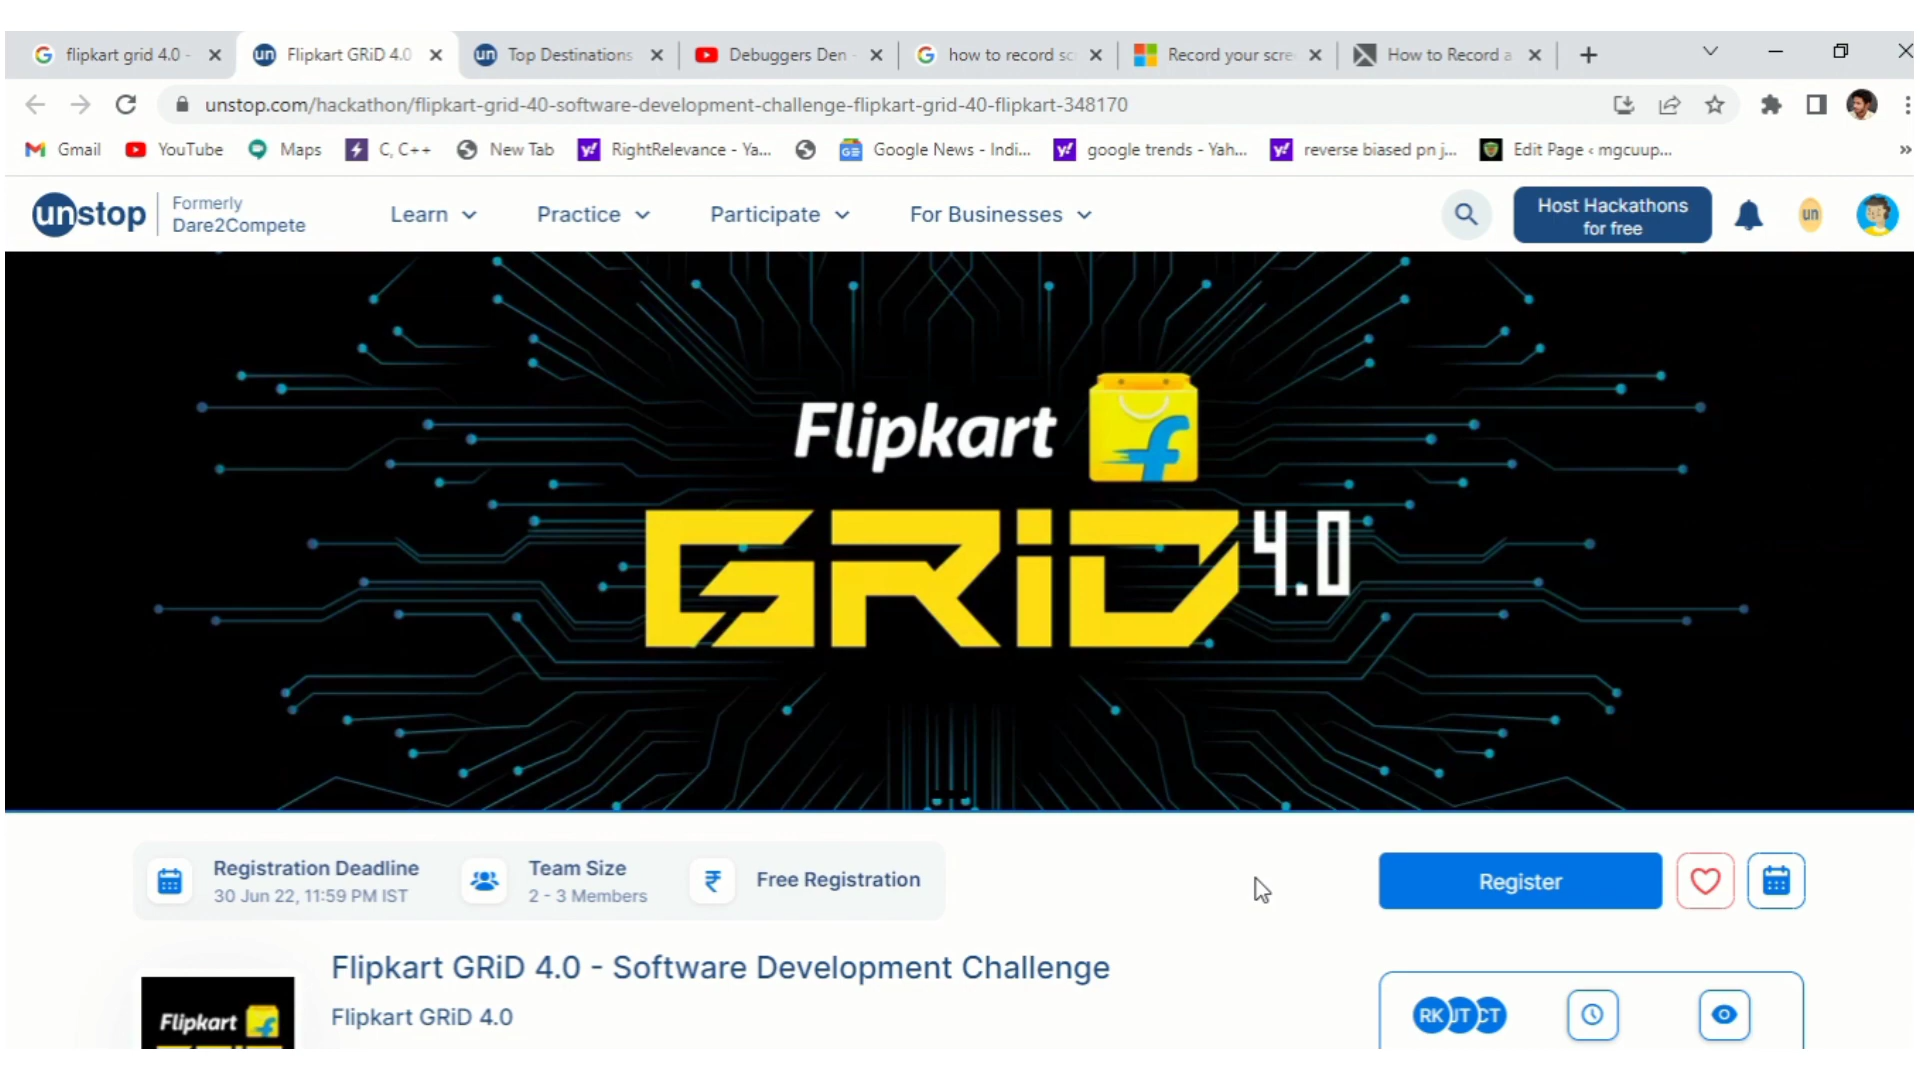 flipkart grid 4.0 -
Flipkart GRiD 4.0
Top Destinations
Debuggers Den -
how to record sc
Record your scre
How to Record a
unstop.com/hackathon/flipkart-grid-40-software-development-challenge-flipkart-grid-40-flipkart-348170
Gmail
YouTube
Maps
C, C++
New Tab
RightRelevance - Ya...
Google News - Indi...
google trends - Yah...
reverse biased pn j...
Edit Page ‹ mgcuup...
»
unstop
Formerly
Dare2Compete
Learn
Practice
Participate
For Businesses
Host Hackathons
for free
un
Flipkart
GRiD 4.0
Registration Deadline
30 Jun 22, 11:59 PM IST
Team Size
2 - 3 Members
₹
Free Registration
Register
Flipkart GRiD 4.0 - Software Development Challenge
Flipkart GRiD 4.0
Flipkart
RK
JT
CT